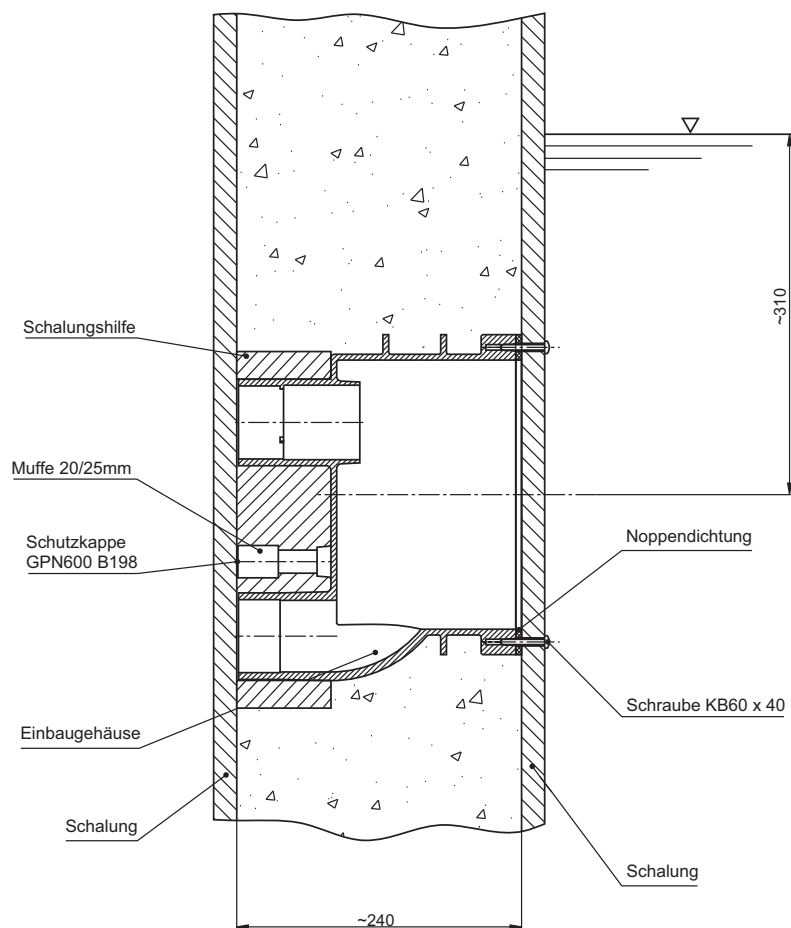 ~310
Schalungshilfe
Muffe 20/25mm
Schutzkappe
GPN600 B198
Noppendichtung
Schraube KB60 x 40
Einbaugehäuse
Schalung
Schalung
~240